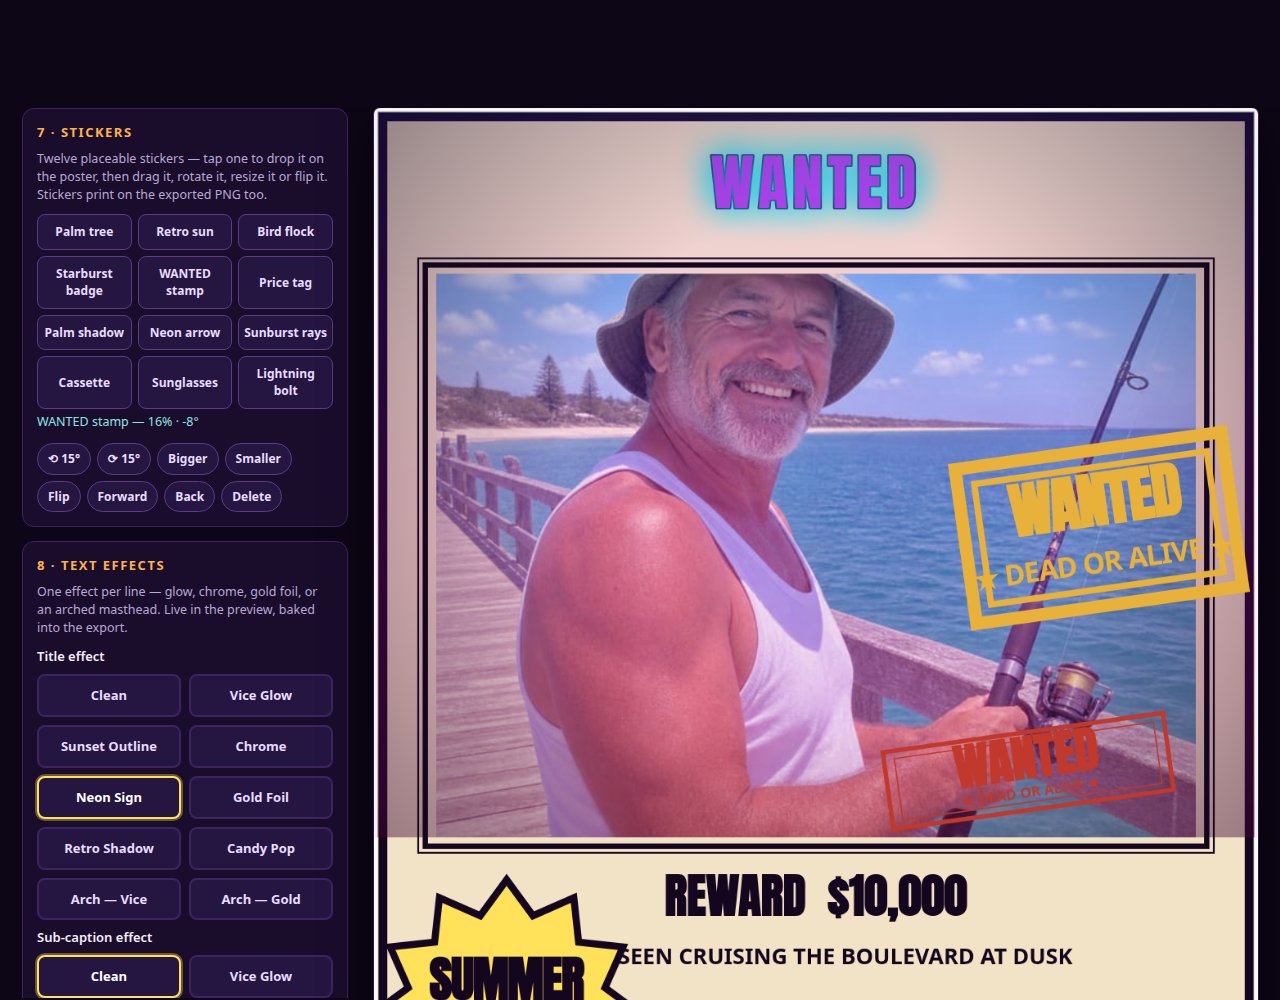 7 · STICKERS
Twelve placeable stickers — tap one to drop it on
the poster, then drag it, rotate it, resize it or flip it.
Stickers print on the exported PNG too.
Palm tree
Retro sun
Bird flock
Starburst
badge
WANTED
stamp
Price tag
Palm shadow
Neon arrow
Sunburst rays
Cassette
Sunglasses
Lightning
bolt
WANTED stamp — 16% · -8°
⟲ 15°
⟳ 15°
Bigger
Smaller
Flip
Forward
Back
Delete
8 · TEXT EFFECTS
One effect per line — glow, chrome, gold foil, or
an arched masthead. Live in the preview, baked
into the export.
Title effect
Clean
Vice Glow
Sunset Outline
Chrome
Neon Sign
Gold Foil
Retro Shadow
Candy Pop
Arch — Vice
Arch — Gold
Sub-caption effect
Clean
Vice Glow
WANTED
WANTED
★ DEAD OR ALIVE ★
WANTED
★ DEAD OR ALIVE ★
REWARD $10,000
SEEN CRUISING THE BOULEVARD AT DUSK
SUMMER